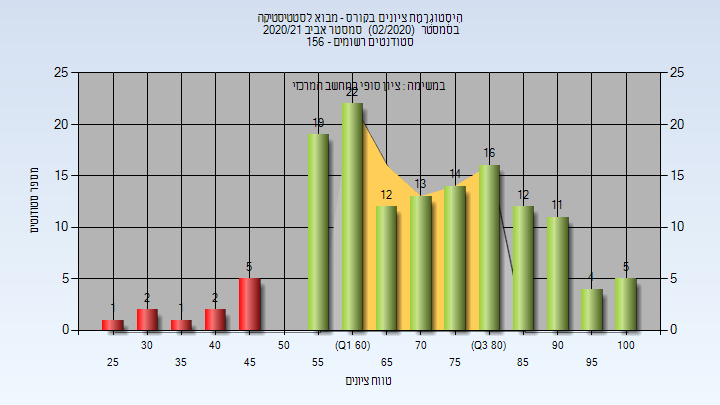 היסטוגרמת ציונים בקורס - מבוא לסטטיסטיקה
בסמסטר (02/2020) סמסטר אביב 2020/21
סטודנטים רשומים - 156
במשימה : ציון סופי במחשב המרכזי
25 25
20 20
15 15
10 10
5 5
0 0
1 2 1 2 5 19 22 12 13 14 16 12 11 4 5
מספר סטודנטים
30 40 50 (Q1 60) 70 (Q3 80) 90 100
25 35 45 55 65 75 85 95
טווח ציונים